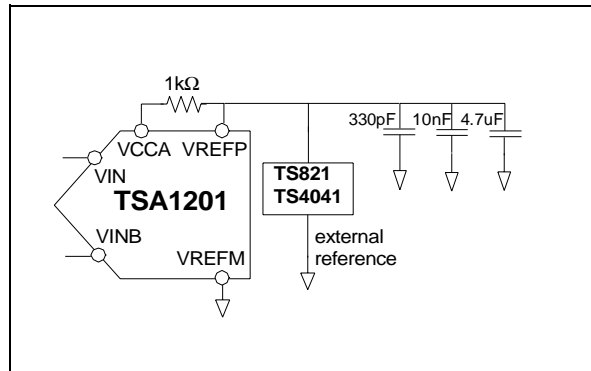 1kΩ
330pF 10nF 4.7uF
VCCA VREFP
VIN
TS821
TS4041
TSA1201
VINB
external
reference
VREFM